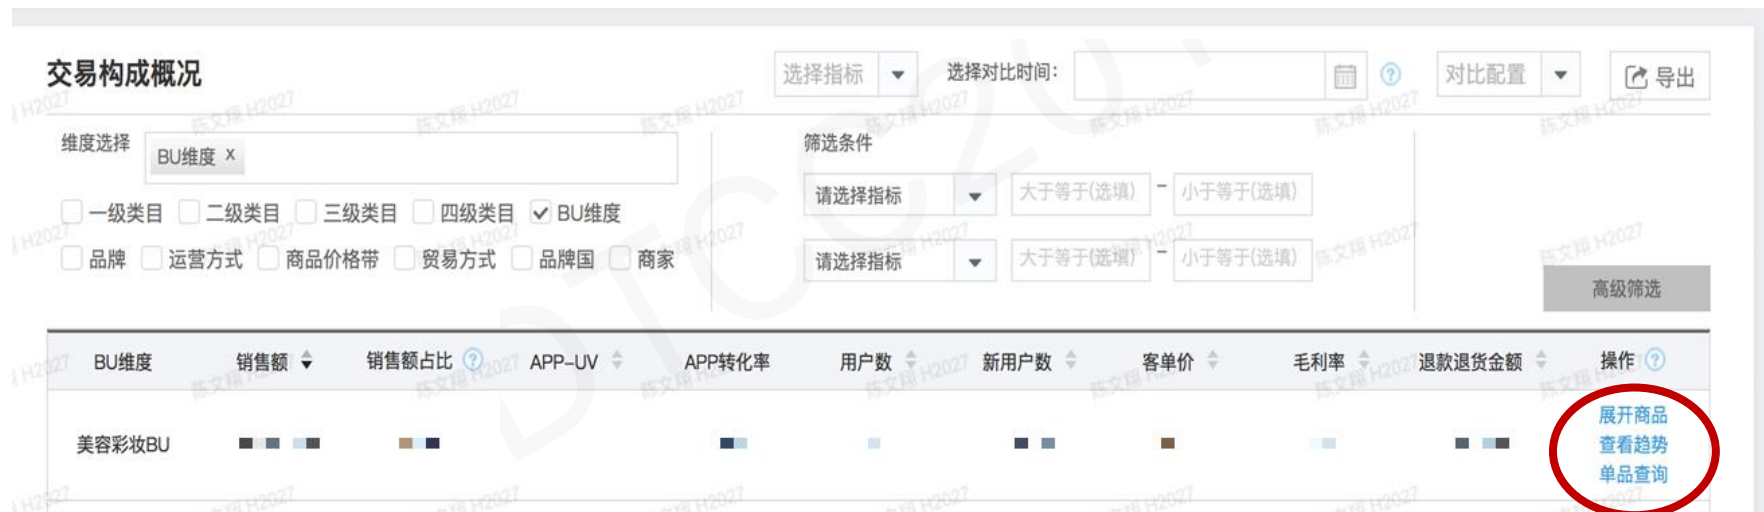 交易构成概况
选择指标
选择对比时间：
?
对比配置
导出
维度选择
BU维度 x
筛选条件
请选择指标 大于等于(选填) - 小于等于(选填)
一级类目 二级类目 三级类目 四级类目 BU维度
品牌 运营方式 商品价格带 贸易方式 品牌国 商家
请选择指标 大于等于(选填) - 小于等于(选填)
高级筛选
BU维度 销售额 销售额占比 ? APP-UV APP转化率 用户数 新用户数 客单价 毛利率 退款退货金额 操作 ?
美容彩妆BU
展开商品
查看趋势
单品查询
陈文翔 H2027
DTCC201